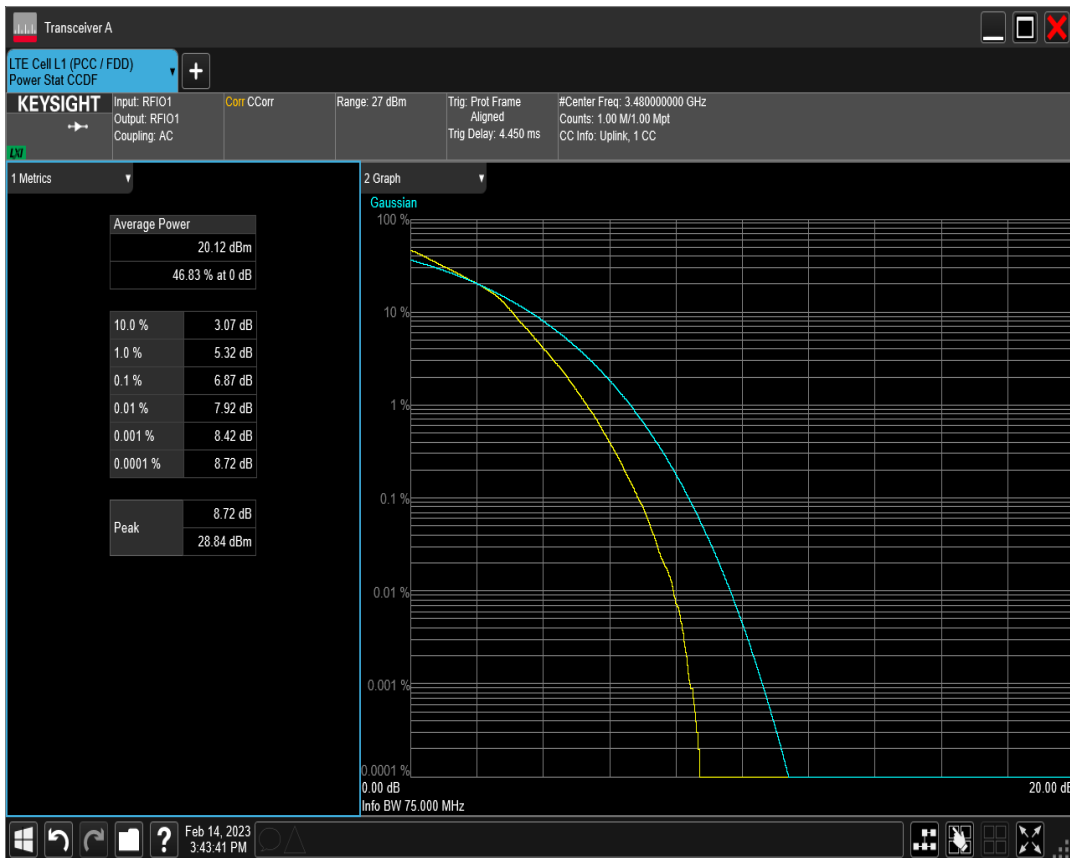 Transceiver A
LTE Cell L1 (PCC / FDD)
Power Stat CCDF
KEYSIGHT
LXI
Input: RFIO1
Output: RFIO1
Coupling: AC
Corr CCorr
Range: 27 dBm
Trig: Prot Frame
Aligned
Trig Delay: 4.450 ms
#Center Freq: 3.480000000 GHz
Counts: 1.00 M/1.00 Mpt
CC Info: Uplink, 1 CC
1 Metrics
Average Power
20.12 dBm
46.83 % at 0 dB
10.0 % 3.07 dB
1.0 % 5.32 dB
0.1 % 6.87 dB
0.01 % 7.92 dB
0.001 % 8.42 dB
0.0001 % 8.72 dB
Peak
8.72 dB
28.84 dBm
2 Graph
Gaussian
100 %
10 %
1 %
0.1 %
0.01 %
0.001 %
0.0001 %
0.00 dB 20.00 dB
Info BW 75.000 MHz
Feb 14, 2023
3:43:41 PM